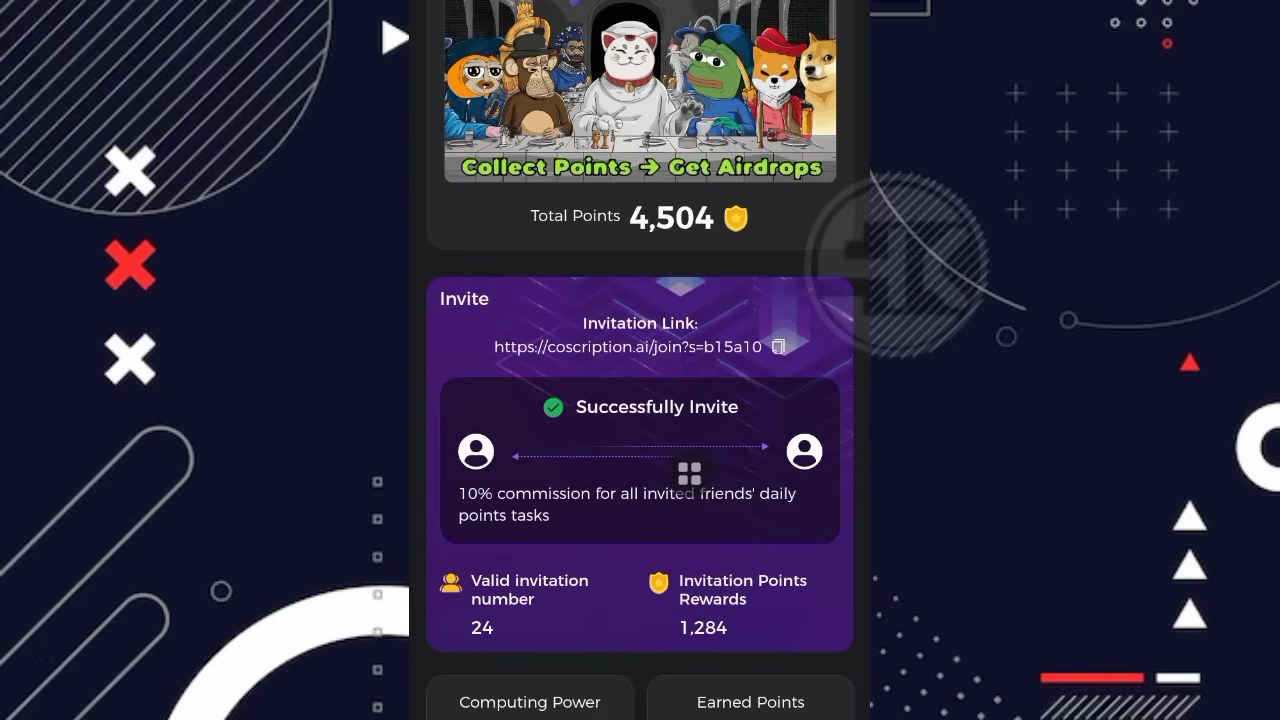 Collect Points → Get Airdrops
Total Points 4,504
Invite
Invitation Link:
https://coscription.ai/join?s=b15a10
Successfully Invite
10% commission for all invited friends' daily
points tasks
Valid invitation
number
24
Invitation Points
Rewards
1,284
Computing Power
Earned Points